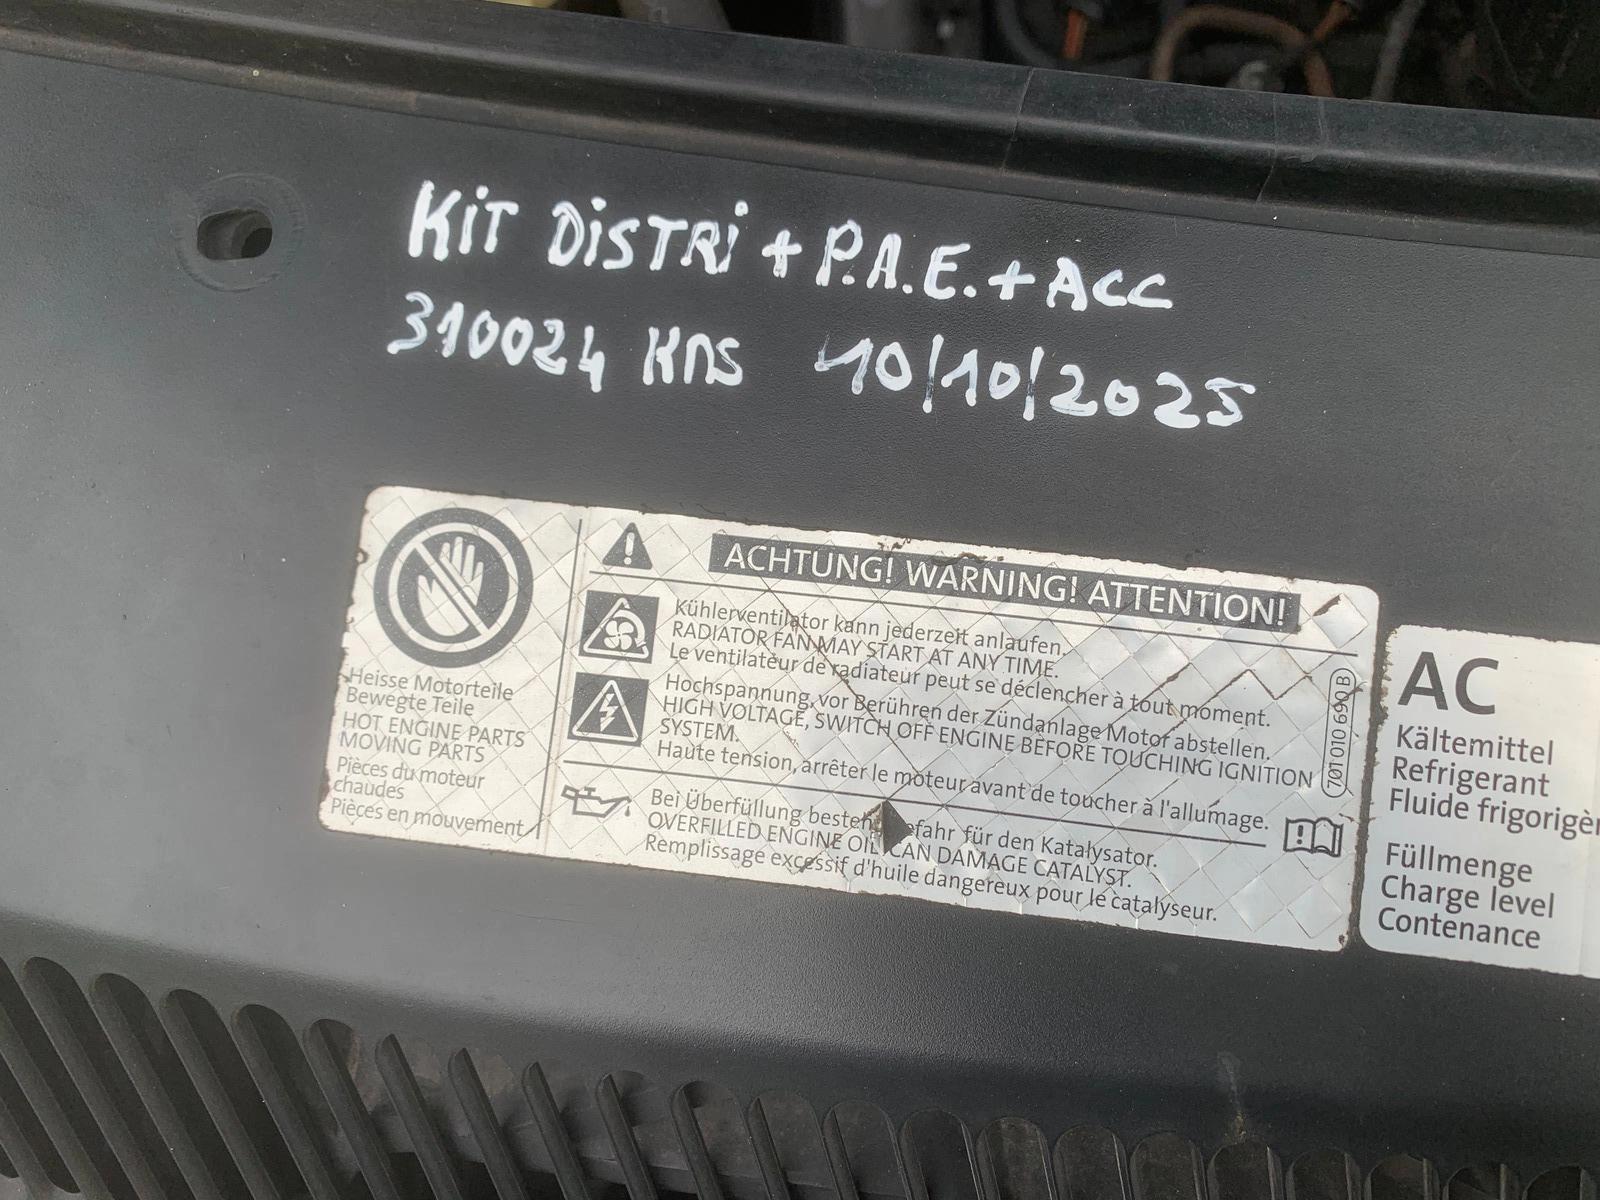 KiT DiSTRi + P.A.E. + ACC
310024 KMS 10/10/2025
ACHTUNG! WARNING! ATTENTION!
Kühlerventilator kann jederzeit anlaufen.
RADIATOR FAN MAY START AT ANY TIME.
Le ventilateur de radiateur peut se déclencher à tout moment.
Hochspannung, vor Berühren der Zündanlage Motor abstellen.
HIGH VOLTAGE, SWITCH OFF ENGINE BEFORE TOUCHING IGNITION
SYSTEM.
Haute tension, arrêter le moteur avant de toucher à l'allumage.
Bei Überfüllung besteht Gefahr für den Katalysator.
OVERFILLED ENGINE OIL CAN DAMAGE CATALYST.
Remplissage excessif d'huile dangereux pour le catalyseur.
Heisse Motorteile
Bewegte Teile
HOT ENGINE PARTS
MOVING PARTS
Pièces du moteur
chaudes
Pièces en mouvement
701 010 690 B
AC
Kältemittel
Refrigerant
Fluide frigorigèn
Füllmenge
Charge level
Contenance